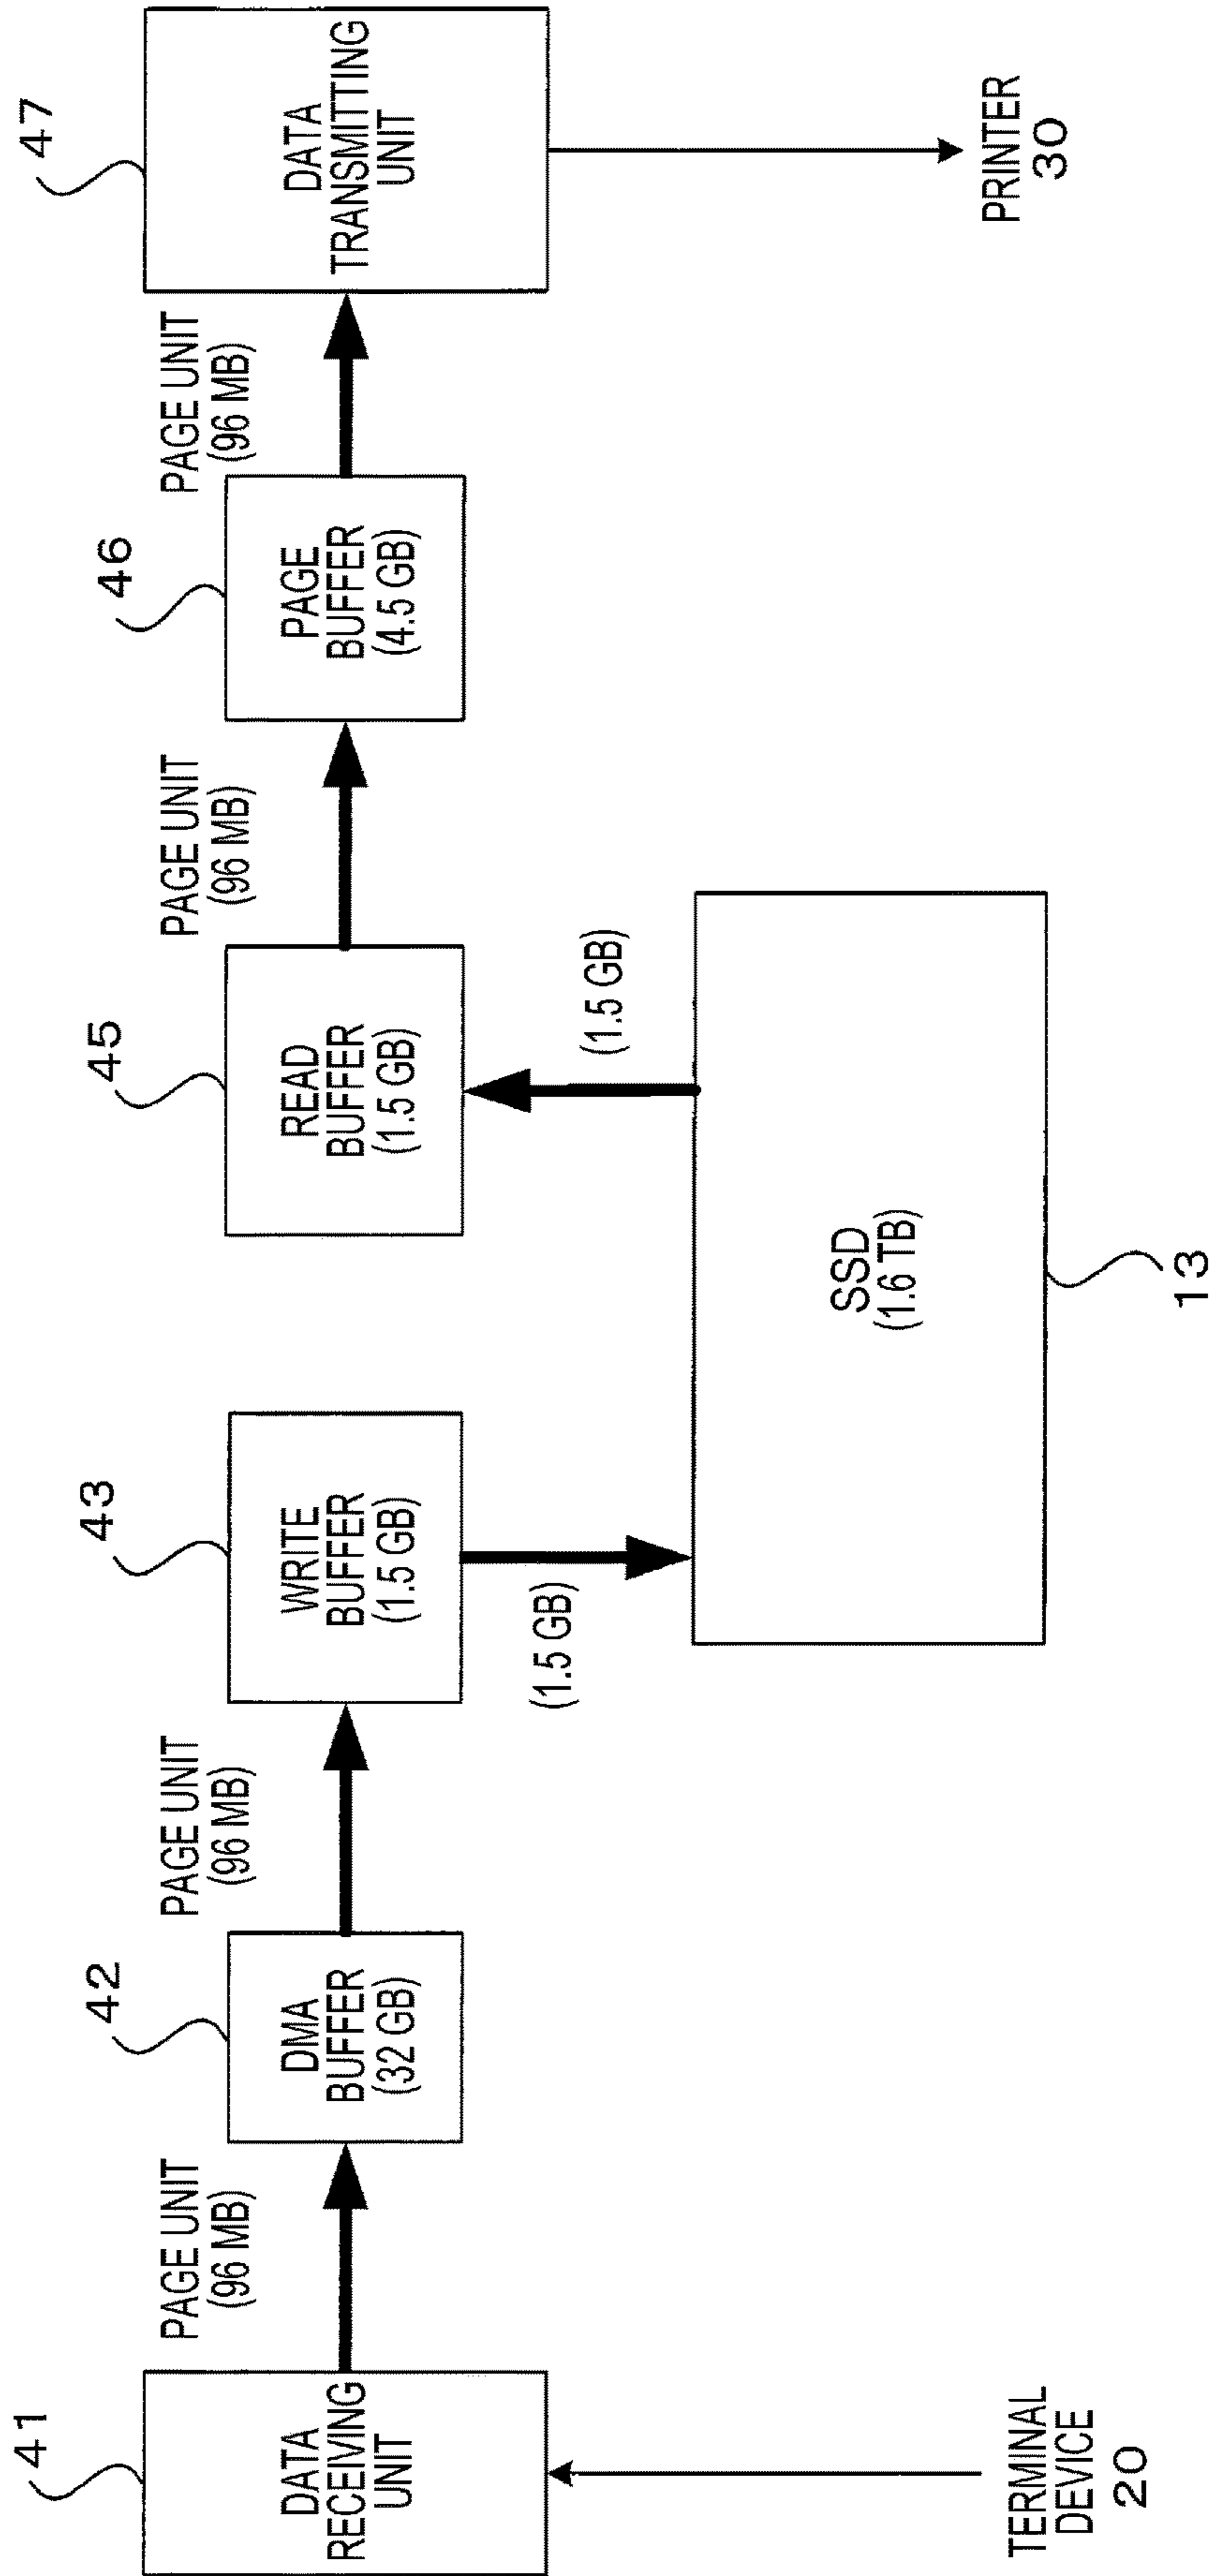 41
DATA
RECEIVING
UNIT
TERMINAL
DEVICE
20
PAGE UNIT
(96 MB)
42
DMA
BUFFER
(32 GB)
PAGE UNIT
(96 MB)
43
WRITE
BUFFER
(1.5 GB)
(1.5 GB)
SSD
(1.6 TB)
13
(1.5 GB)
45
READ
BUFFER
(1.5 GB)
PAGE UNIT
(96 MB)
46
PAGE
BUFFER
(4.5 GB)
PAGE UNIT
(96 MB)
47
DATA
TRANSMITTING
UNIT
PRINTER
30